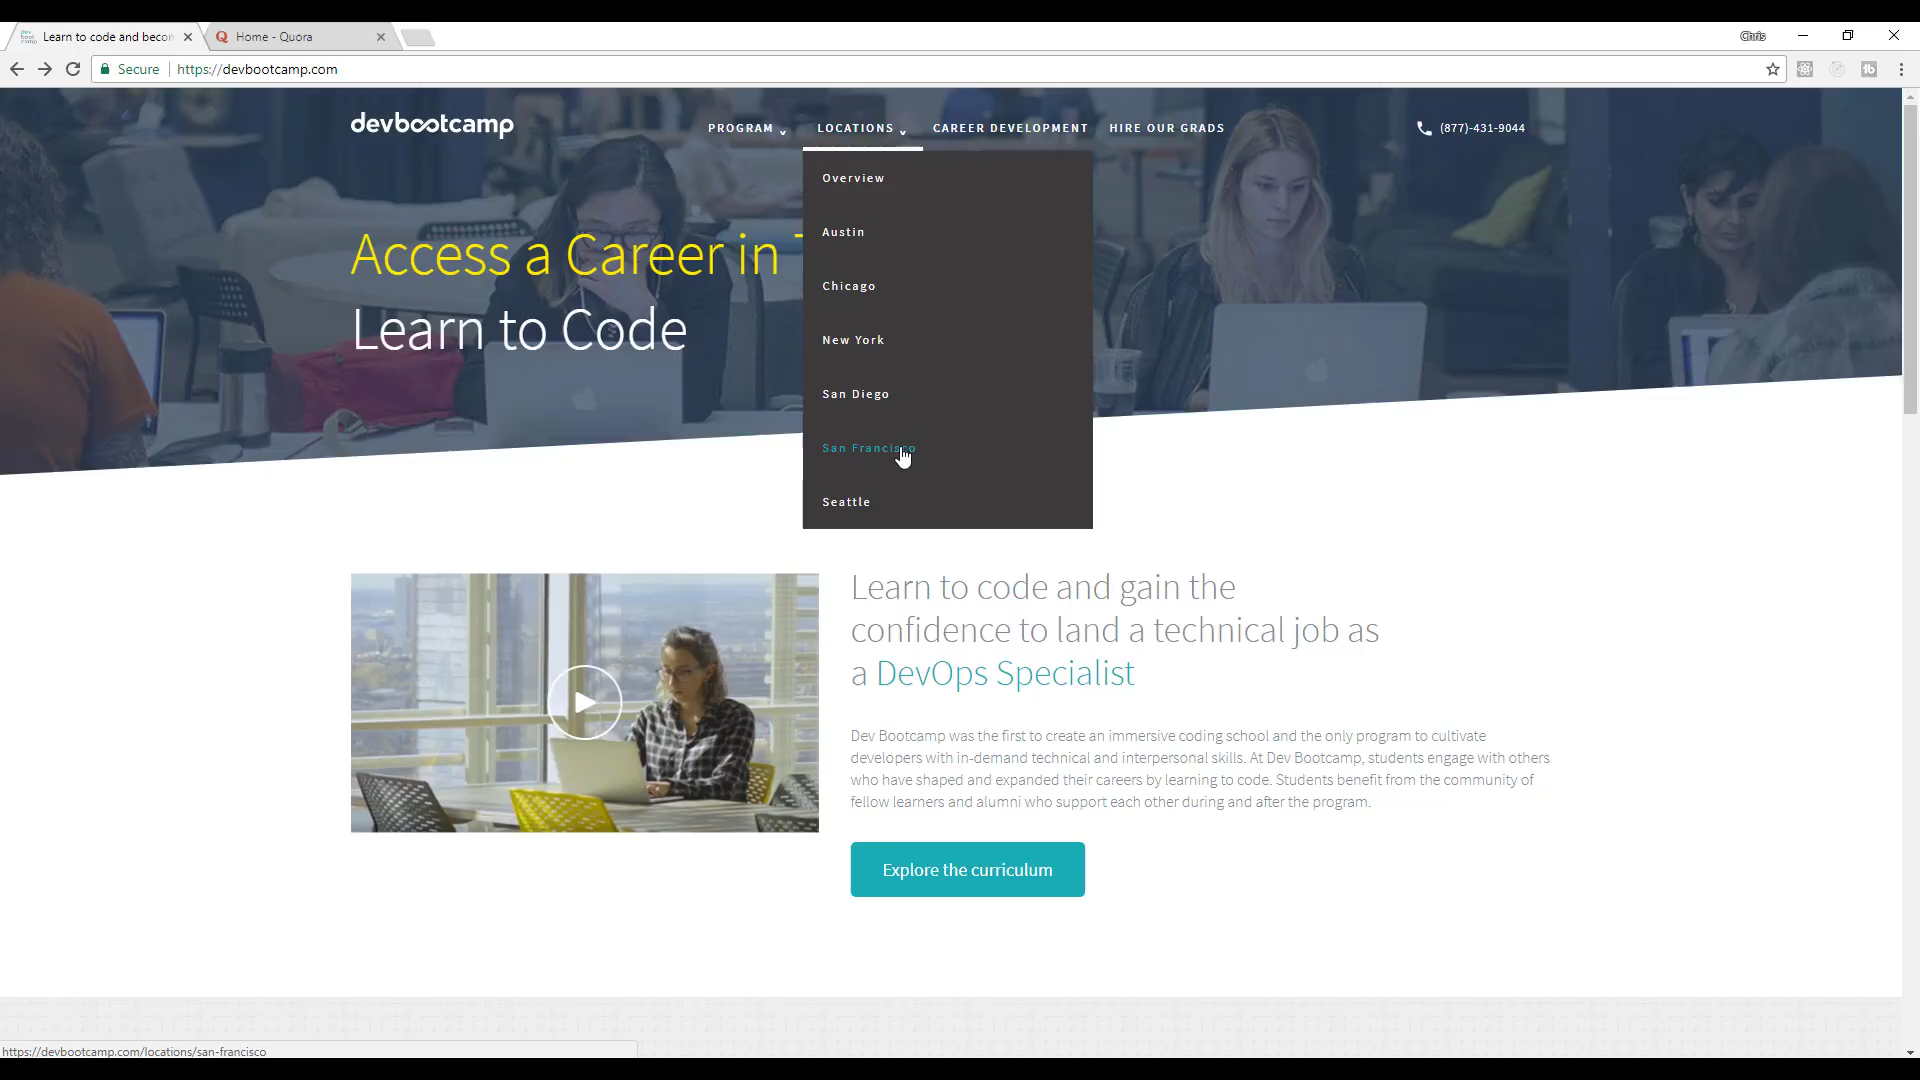 Learn to code and becon
Home - Quora
Chris
Secure
https://devbootcamp.com
devbootcamp
PROGRAM
LOCATIONS
CAREER DEVELOPMENT
HIRE OUR GRADS
(877)-431-9044
Overview
Austin
Chicago
New York
San Diego
San Francisco
Seattle
Access a Career in
Learn to Code
Learn to code and gain the
confidence to land a technical job as
a DevOps Specialist
Dev Bootcamp was the first to create an immersive coding school and the only program to cultivate
developers with in-demand technical and interpersonal skills. At Dev Bootcamp, students engage with others
who have shaped and expanded their careers by learning to code. Students benefit from the community of
fellow learners and alumni who support each other during and after the program.
Explore the curriculum
https://devbootcamp.com/locations/san-francisco